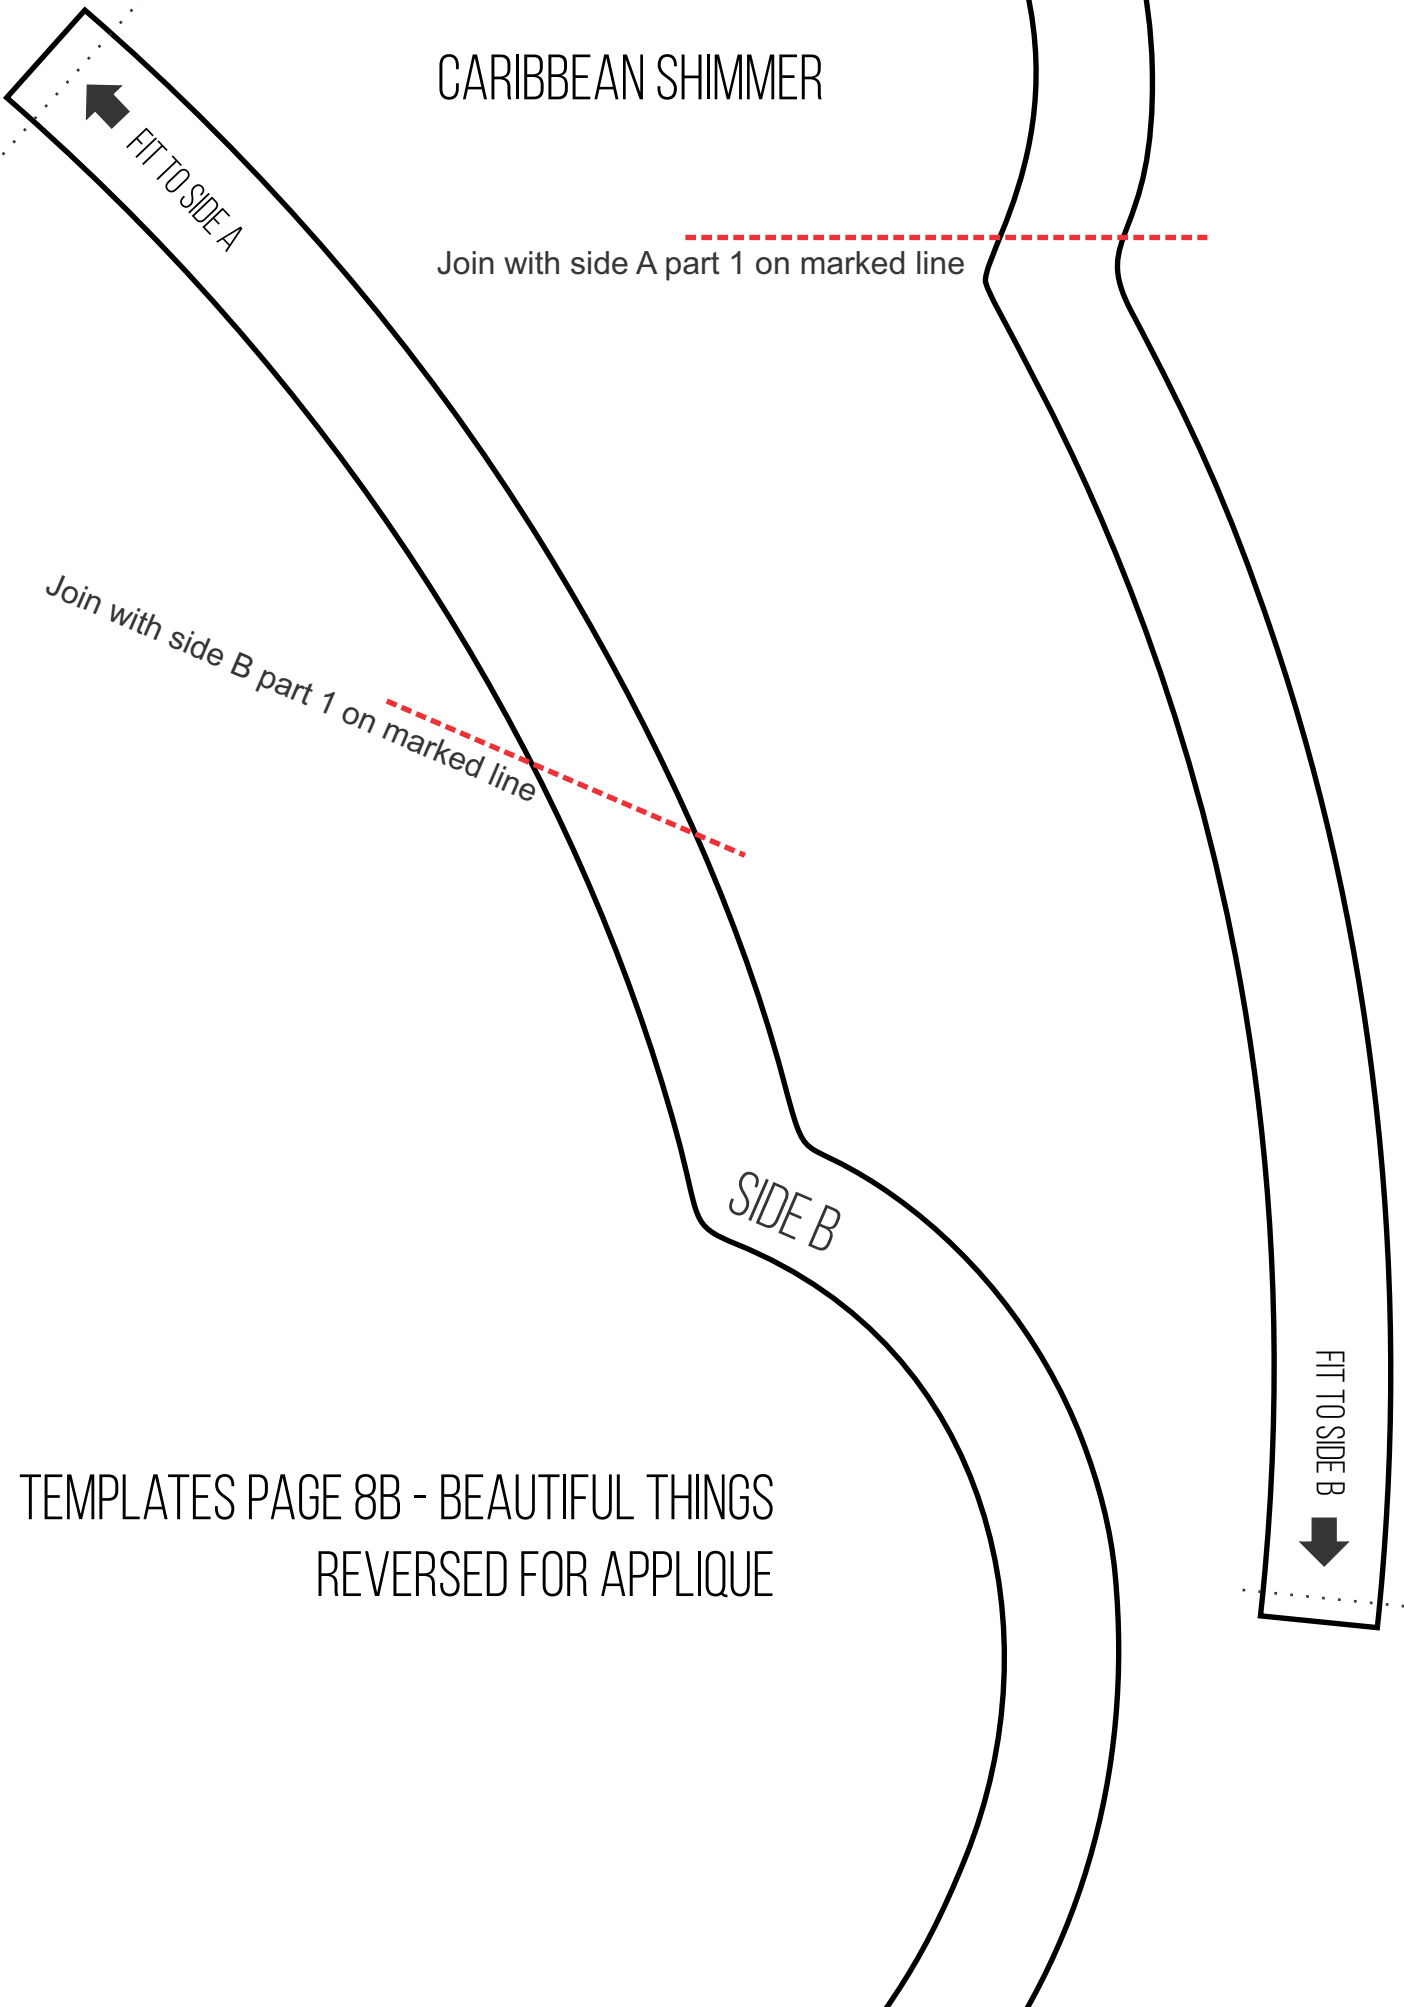 CARIBBEAN SHIMMER
FIT TO SIDE A
Join with side A part 1 on marked line
Join with side B part 1 on marked line
SIDE B
FIT TO SIDE B
TEMPLATES PAGE 8B - BEAUTIFUL THINGS
REVERSED FOR APPLIQUE